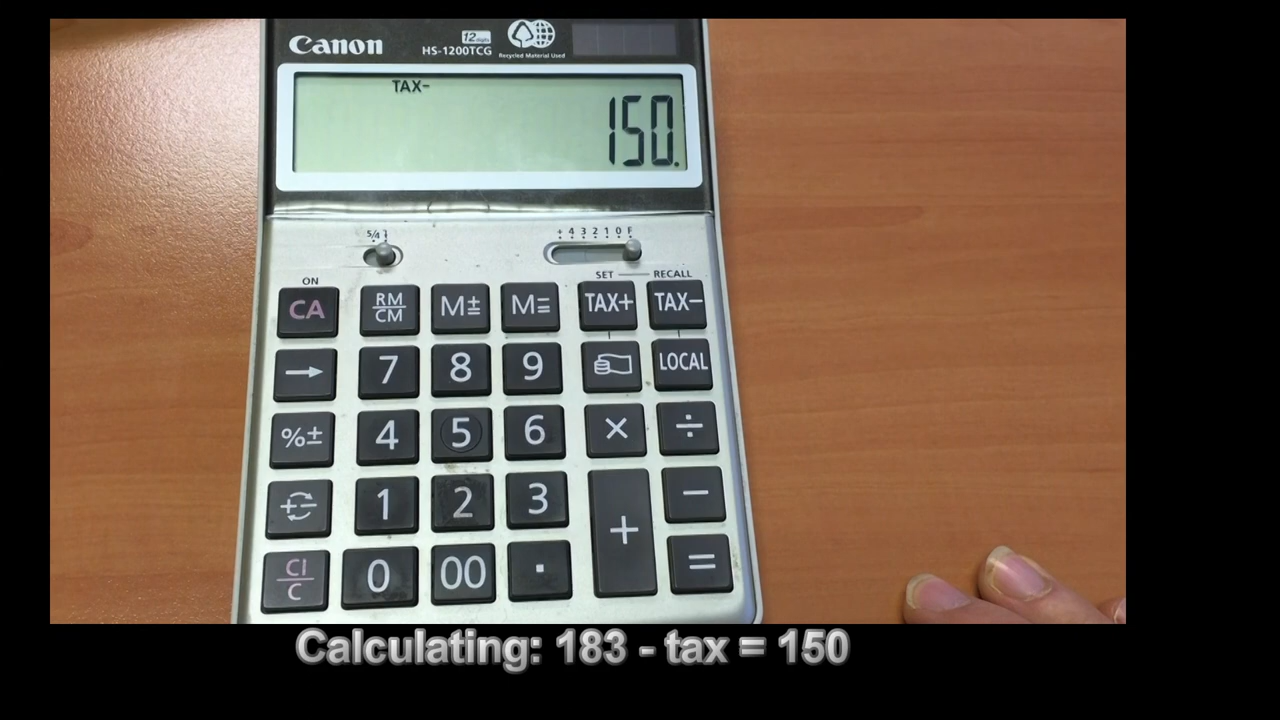 Canon
12 digits
HS-1200TCG
Recycled Material Used
TAX-
150.
5/4
+ 4 3 2 1 0 F
SET RECALL
ON
CA RM/CM M± M= TAX+ TAX-
→ 7 8 9 LOCAL
%± 4 5 6 × ÷
+− 1 2 3 + −
CI/C 0 00 . =
Calculating: 183 - tax = 150